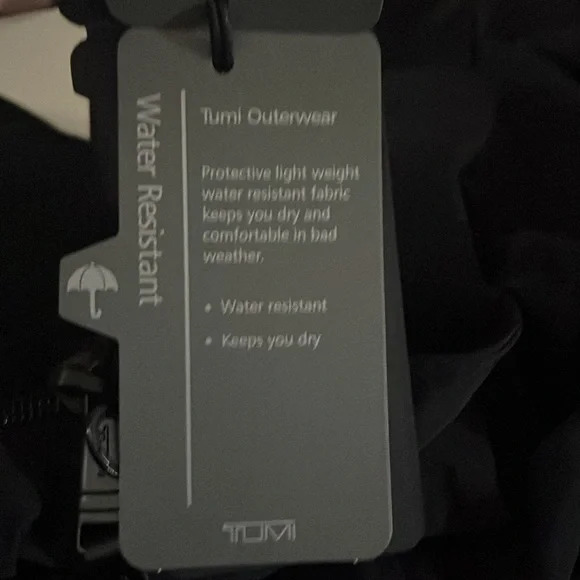 Water Resistant
Tumi Outerwear
Protective light weight
water resistant fabric
keeps you dry and
comfortable in bad
weather.
• Water resistant
• Keeps you dry
TUMI